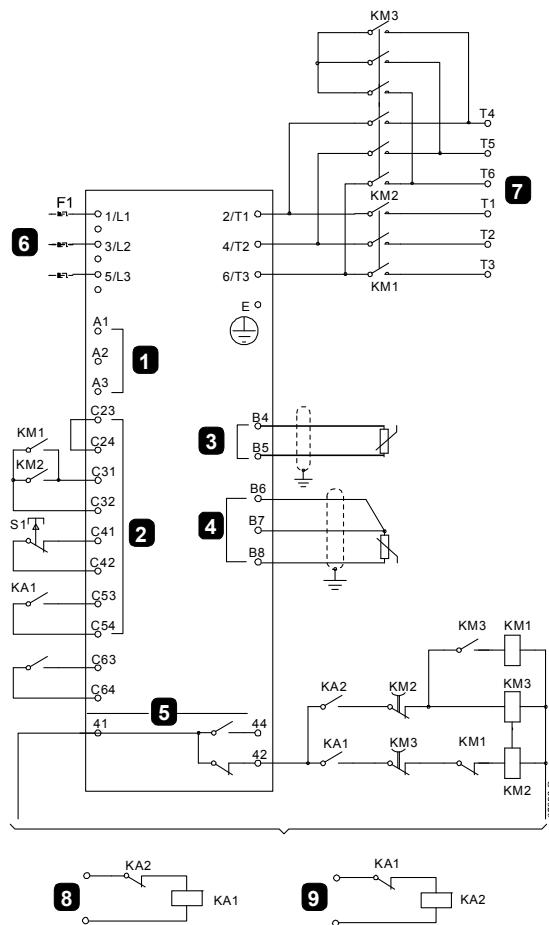 KM3
T4
T5
T6
7
F1
1/L1
2/T1
KM2
T1
6
3/L2
4/T2
T2
5/L3
6/T3
T3
KM1
E
A1
A2
1
A3
C23
B4
KM1
3
C24
B5
KM2
C31
B6
C32
2
4
B7
S1
C41
B8
C42
KA1
C53
C54
KM3
KM1
C63
KA2
KM2
KM3
C64
5
41
44
KA1
KM3
KM1
42
KM2
KA2
KA1
8
KA1
9
KA2